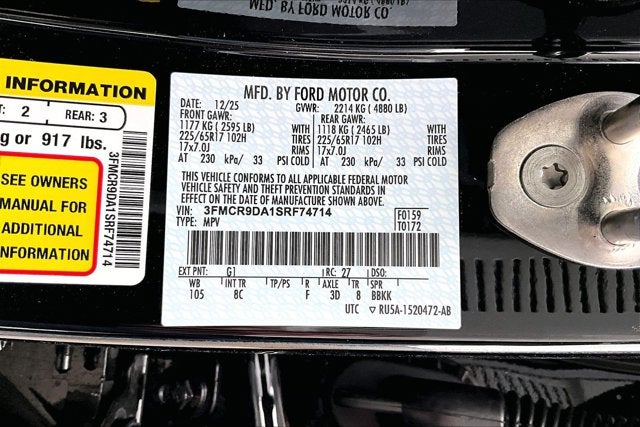 MFD. BY FORD MOTOR CO.
INFORMATION
T: 2 REAR: 3
g or 917 lbs.
SEE OWNERS
MANUAL FOR
ADDITIONAL
INFORMATION
3FMCR9DA1SRF74714
MFD. BY FORD MOTOR CO.
DATE: 12/25 GVWR: 2214 KG ( 4880 LB)
FRONT GAWR: REAR GAWR:
1177 KG ( 2595 LB) 1118 KG ( 2465 LB)
225/65R17 102H TIRES 225/65R17 102H TIRES
17x7.0J RIMS 17x7.0J RIMS
AT 230 kPa/ 33 PSI COLD AT 230 kPa/ 33 PSI COLD
THIS VEHICLE CONFORMS TO ALL APPLICABLE FEDERAL MOTOR
VEHICLE SAFETY AND THEFT PREVENTION STANDARDS IN
EFFECT ON THE DATE OF MANUFACTURE SHOWN ABOVE.
VIN: 3FMCR9DA1SRF74714 F0159
TYPE: MPV T0172
EXT PNT: G1 RC: 27 DSO:
WB INT TR TP/PS R AXLE TR SPR
105 8C F 3D 8 BBKK
UTC ▽ RU5A-1520472-AB